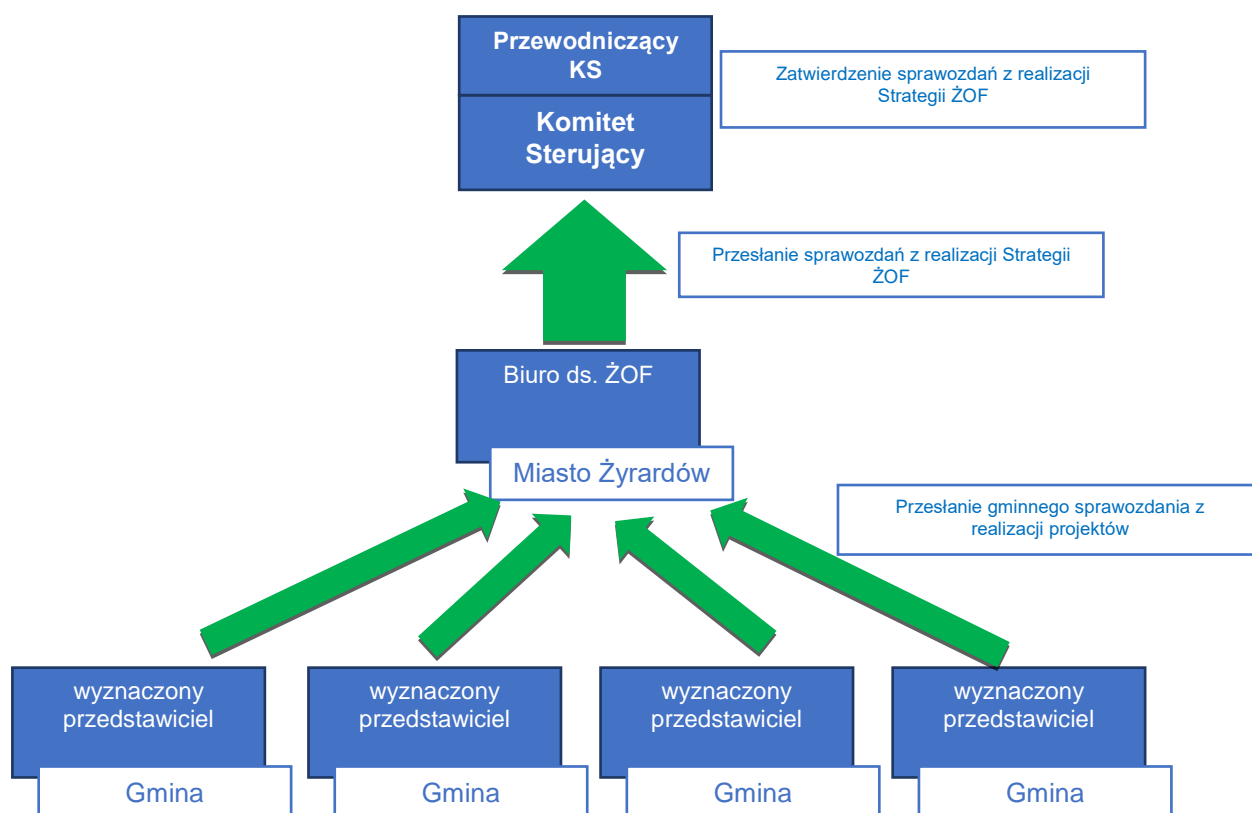 Przewodniczący
KS
Zatwierdzenie sprawozdań z realizacji
Strategii ŻOF
Komitet
Sterujący
Przesłanie sprawozdań z realizacji Strategii
ŻOF
Biuro ds. ŻOF
Miasto Żyrardów
Przesłanie gminnego sprawozdania z
realizacji projektów
wyznaczony
przedstawiciel
Gmina
wyznaczony
przedstawiciel
Gmina
wyznaczony
przedstawiciel
Gmina
wyznaczony
przedstawiciel
Gmina